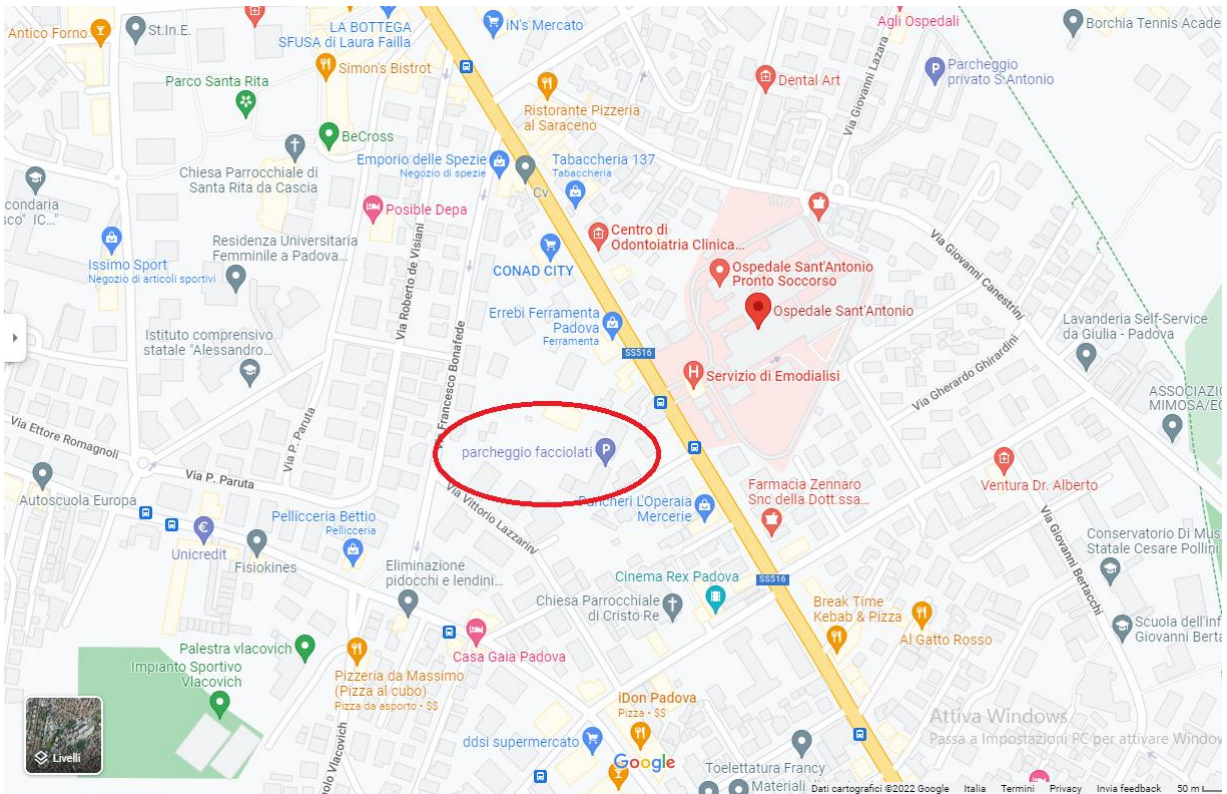 Antico Forno
St.In.E.
LA BOTTEGA
SFUSA di Laura Failla
iN's Mercato
Agli Ospedali
Borchia Tennis Acade
Simon's Bistrot
Parco Santa Rita
Dental Art
Via Giovanni Lazara
Parcheggio
privato S.Antonio
Ristorante Pizzeria
al Saraceno
BeCross
Chiesa Parrocchiale di
Santa Rita da Cascia
Emporio delle Spezie
Negozio di spezie
Tabaccheria 137
Tabaccheria
Cv
condaria
sco" IC..."
Posible Depa
Centro di
Odontoiatria Clinica...
Via Giovanni Canestrini
Residenza Universitaria
Femminile a Padova...
Via Roberto de Visiani
Issimo Sport
Negozio di articoli sportivi
CONAD CITY
Ospedale Sant'Antonio
Pronto Soccorso
Ospedale Sant'Antonio
Errebi Ferramenta
Padova
Ferramenta
Istituto comprensivo
statale "Alessandro...
Via Francesco Bonafede
SS516
Lavanderia Self-Service
da Giulia - Padova
Servizio di Emodialisi
Via Gherardo Ghirardini
ASSOCIAZI
MIMOSA/EC
Via Ettore Romagnoli
Via P. Paruta
Via P. Paruta
parcheggio facciolati
P
Autoscuola Europa
Via Vittorio Lazzarini
Pancheri L'Operaia
Mercerie
Farmacia Zennaro
Snc della Dott.ssa...
Ventura Dr. Alberto
Pellicceria Bettio
Pellicceria
Unicredit
Fisiokines
Via Giovanni Bertacchi
Conservatorio Di Mus
Statale Cesare Pollini
Eliminazione
pidocchi e lendini...
Cinema Rex Padova
SS516
Chiesa Parrocchiale
di Cristo Re
Break Time
Kebab & Pizza
Al Gatto Rosso
Scuola dell'inf
Giovanni Berta
Palestra vlacovich
Impianto Sportivo
Vlacovich
Casa Gaia Padova
Pizzeria da Massimo
(Pizza al cubo)
Pizza da asporto · $$
iDon Padova
Pizza · $$
Attiva Windows
Passa a Impostazioni PC per attivare Window
Livelli
olo Vlacovich
ddsi supermercato
Google
Toelettatura Francy
Materiali
Dati cartografici ©2022 Google Italia Termini Privacy Invia feedback 50 m